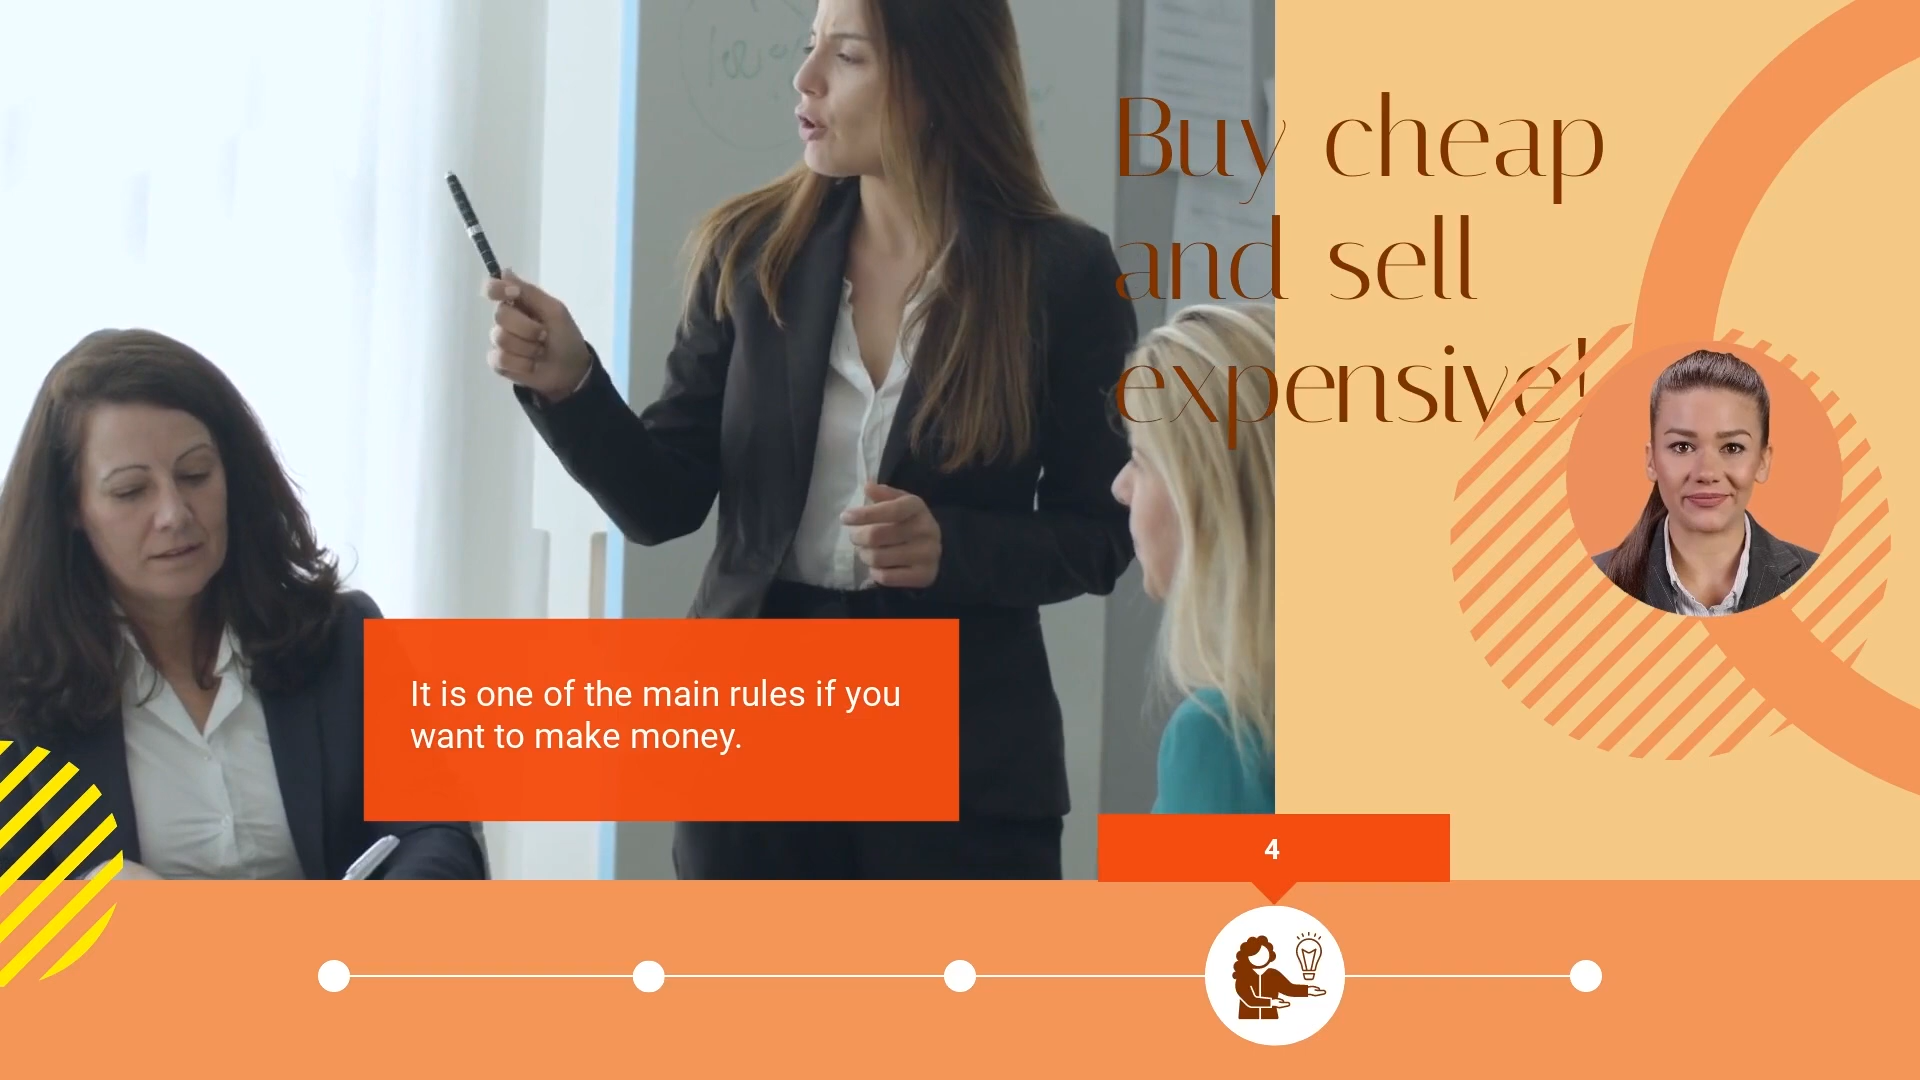 Buy cheap
and sell
expensive!
It is one of the main rules if you
want to make money.
4